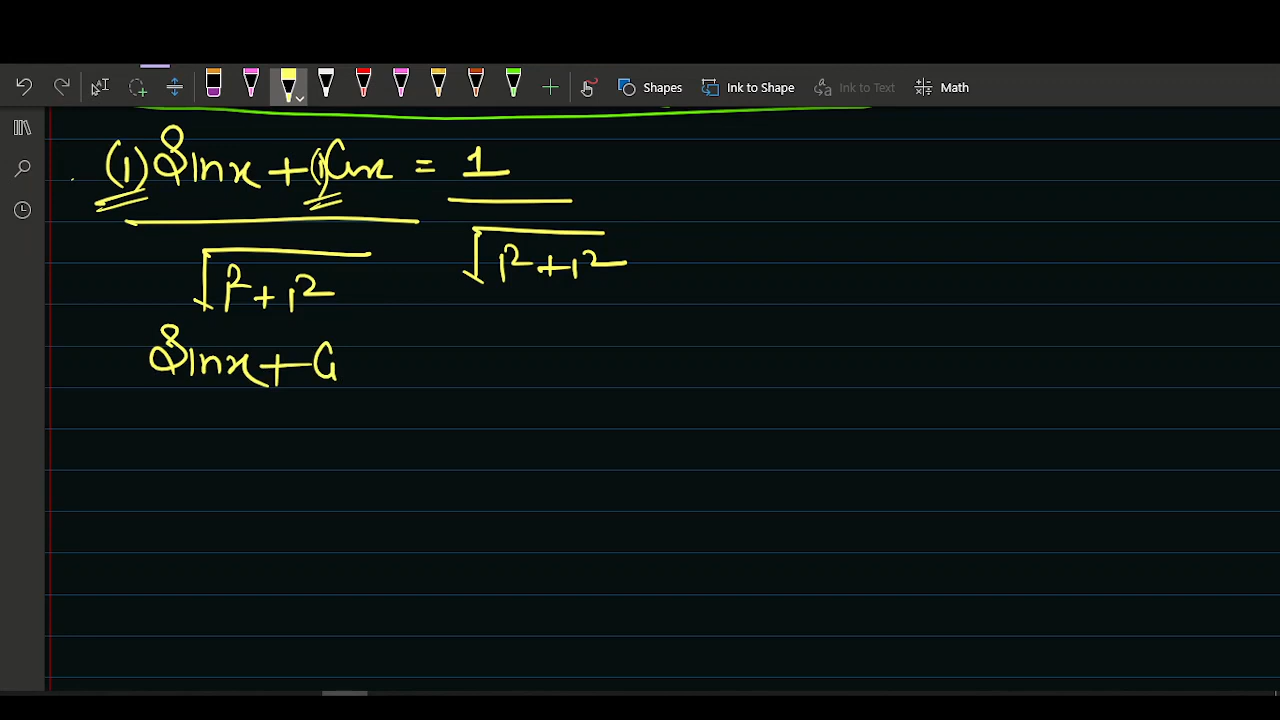 Shapes Ink to Shape Ink to Text Math
(1) Sinx + (1) Cosx = 1
√1² + 1² √1² + 1²
Sinx + C